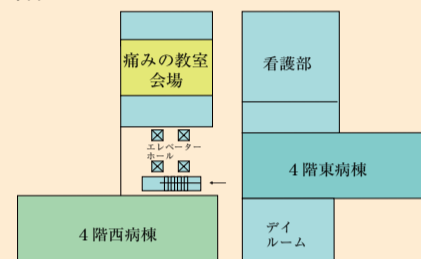 痛みの教室
会場
看護部
エレベーター
ホール
4階東病棟
4階西病棟
デイ
ルーム